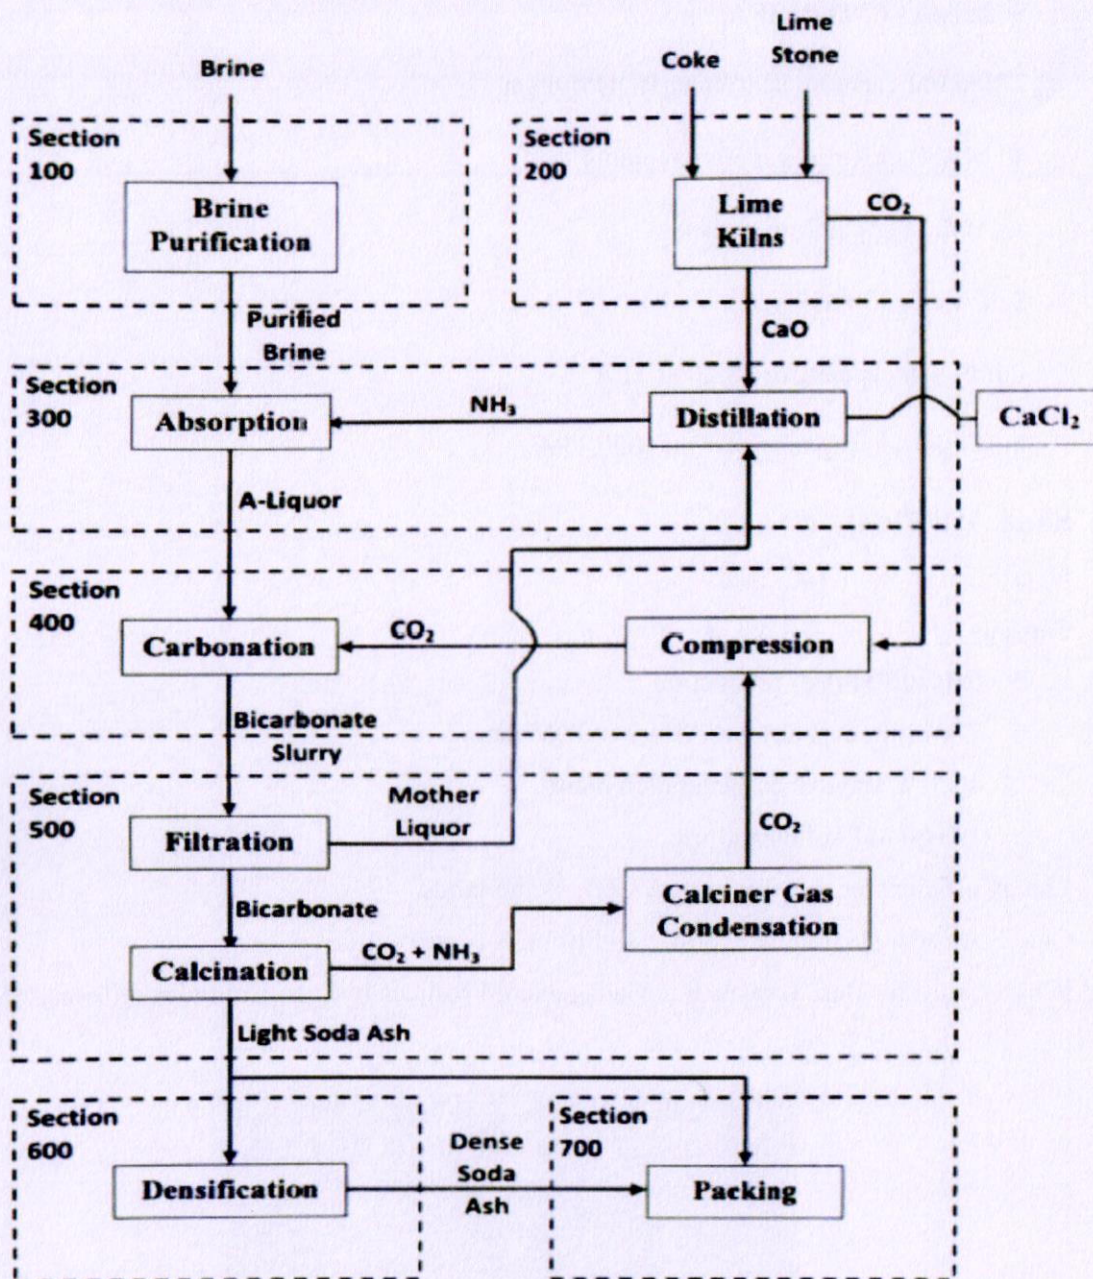 Brine
Coke
Lime
Stone
Section
100
Brine
Purification
Section
200
Lime
Kilns
CO₂
Purified
Brine
CaO
Section
300
Absorption
NH₃
Distillation
CaCl₂
A-Liquor
Section
400
Carbonation
CO₂
Compression
Bicarbonate
Slurry
Section
500
Filtration
Mother
Liquor
CO₂
Bicarbonate
Calcination
CO₂ + NH₃
Calciner Gas
Condensation
Light Soda Ash
Section
600
Densification
Dense
Soda
Ash
Section
700
Packing